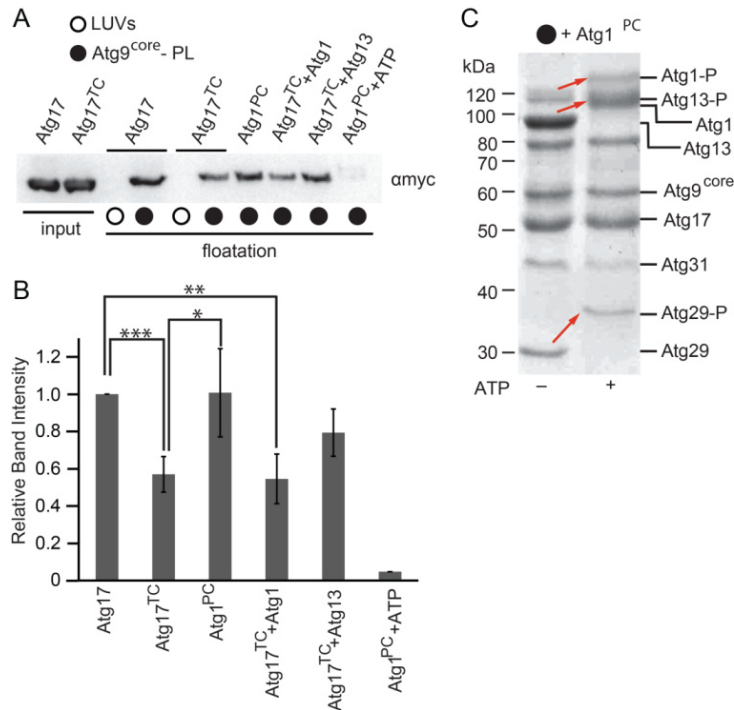 A
LUVs
Atg9core- PL
Atg17
Atg17TC
Atg17
Atg17TC
Atg1PC
Atg17TC+Atg1
Atg17TC+Atg13
Atg1PC+ATP
αmyc
input
floatation
B
Relative Band Intensity
1.2
1.0
0.8
0.6
0.4
0.2
0
***
**
*
Atg17
Atg17TC
Atg1PC
Atg17TC+Atg1
Atg17TC+Atg13
Atg1PC+ATP
C
+ Atg1 PC
kDa
120
100
80
70
60
50
40
30
Atg1-P
Atg13-P
Atg1
Atg13
Atg9core
Atg17
Atg31
Atg29-P
Atg29
ATP – +